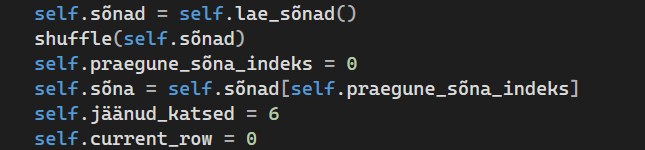 self.sõnad = self.lae_sõnad()
shuffle(self.sõnad)
self.praegune_sõna_indeks = 0
self.sõna = self.sõnad[self.praegune_sõna_indeks]
self.jäänud_katsed = 6
self.current_row = 0